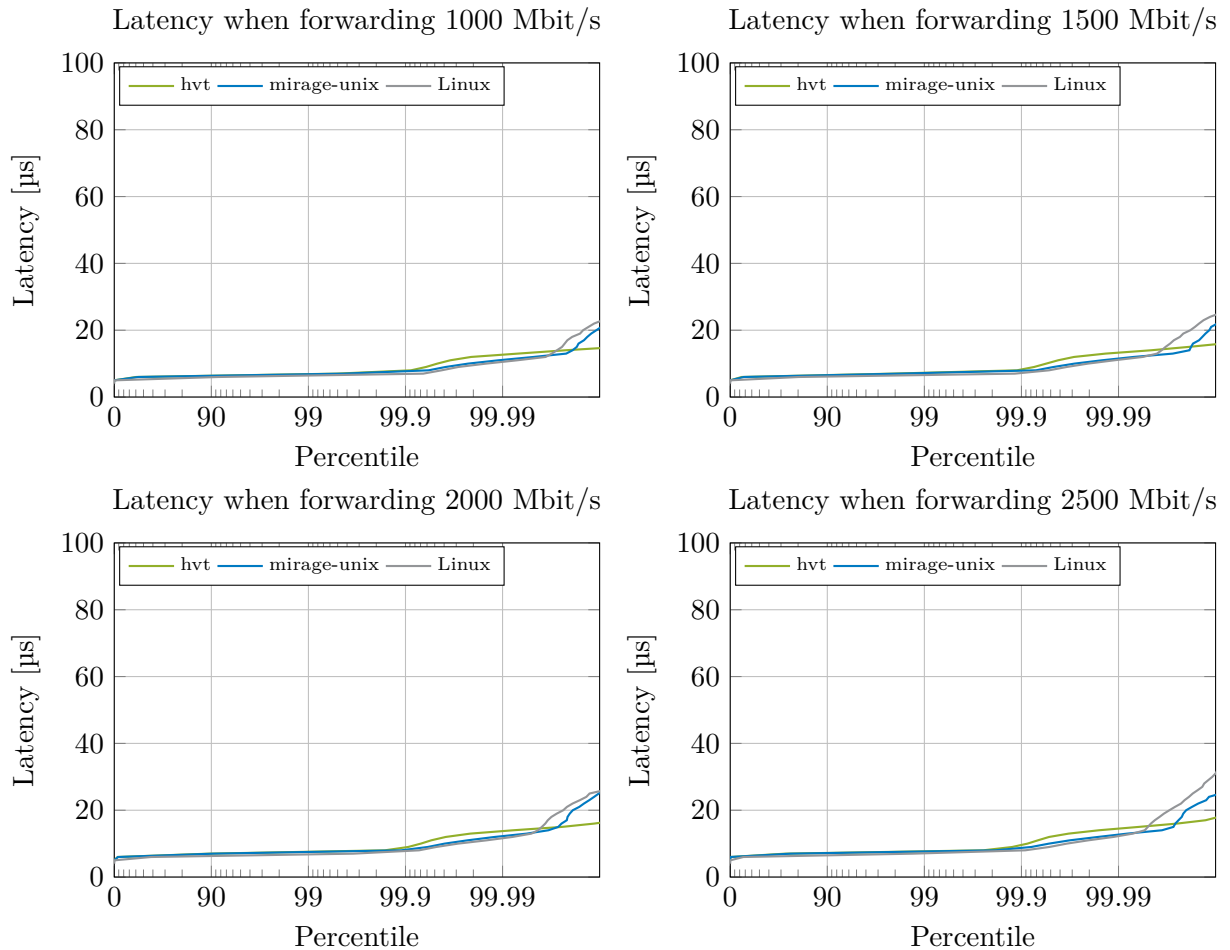 Latency when forwarding 1000 Mbit/s
100
80
60
40
20
0
Latency [µs]
hvt mirage-unix Linux
0 90 99 99.9 99.99
Percentile
Latency when forwarding 1500 Mbit/s
100
80
60
40
20
0
Latency [µs]
hvt mirage-unix Linux
0 90 99 99.9 99.99
Percentile
Latency when forwarding 2000 Mbit/s
100
80
60
40
20
0
Latency [µs]
hvt mirage-unix Linux
0 90 99 99.9 99.99
Percentile
Latency when forwarding 2500 Mbit/s
100
80
60
40
20
0
Latency [µs]
hvt mirage-unix Linux
0 90 99 99.9 99.99
Percentile